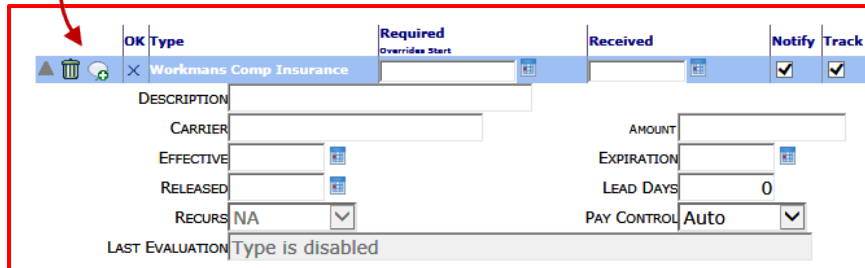 OK Type Required Received Notify Track
Overrides Start
X Workmans Comp Insurance
DESCRIPTION
CARRIER AMOUNT
EFFECTIVE EXPIRATION
RELEASED LEAD DAYS 0
RECURS NA PAY CONTROL Auto
LAST EVALUATION Type is disabled